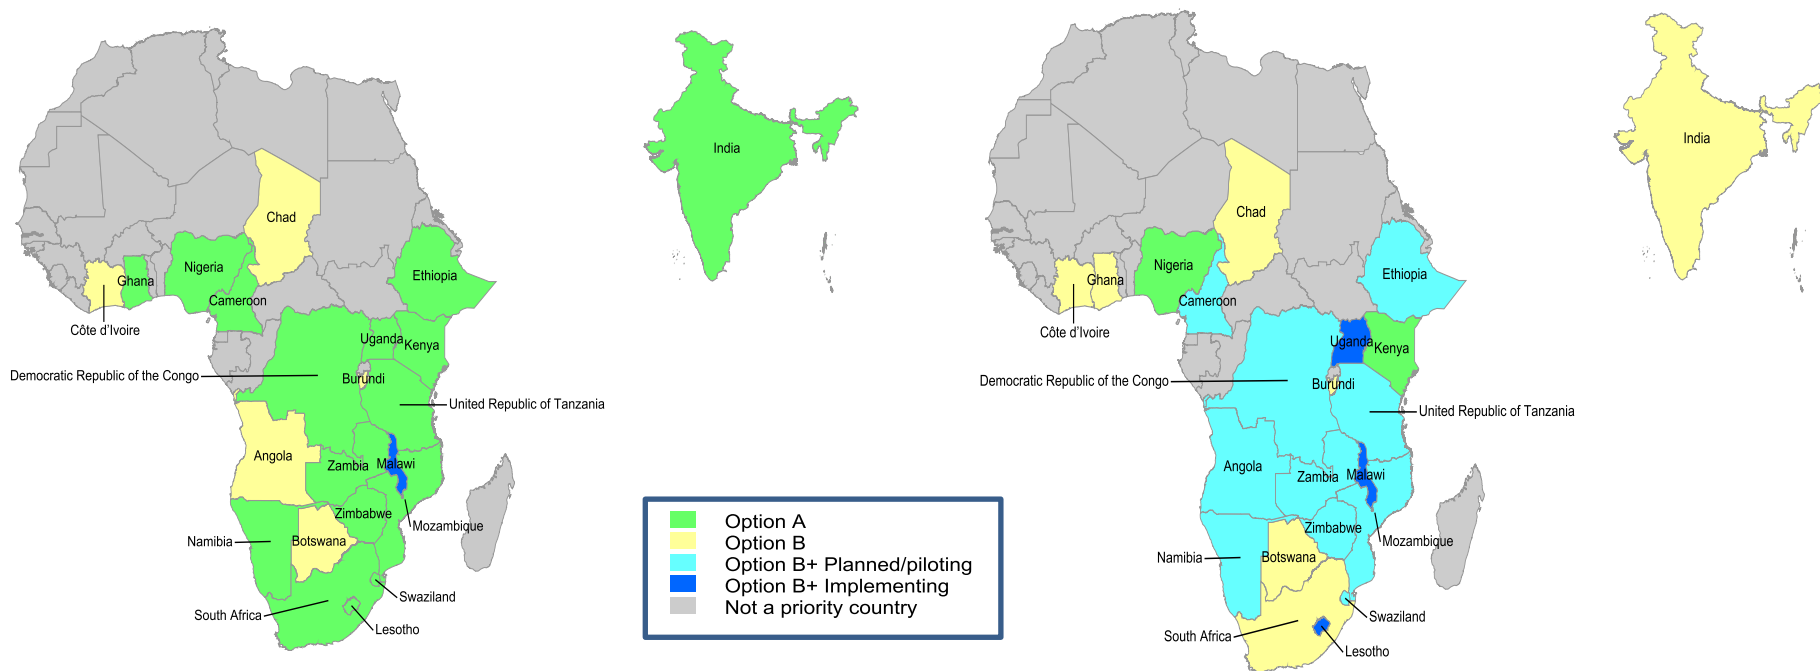 India
Chad
Nigeria
Ghana
Ethiopia
Cameroon
Côte d'Ivoire
Uganda
Kenya
Democratic Republic of the Congo
Burundi
United Republic of Tanzania
Angola
Zambia
Malawi
Zimbabwe
Mozambique
Namibia
Botswana
Swaziland
South Africa
Lesotho
Option A
Option B
Option B+ Planned/piloting
Option B+ Implementing
Not a priority country
India
Chad
Nigeria
Ghana
Ethiopia
Cameroon
Côte d'Ivoire
Uganda
Kenya
Democratic Republic of the Congo
Burundi
United Republic of Tanzania
Angola
Zambia
Malawi
Zimbabwe
Mozambique
Namibia
Botswana
Swaziland
South Africa
Lesotho